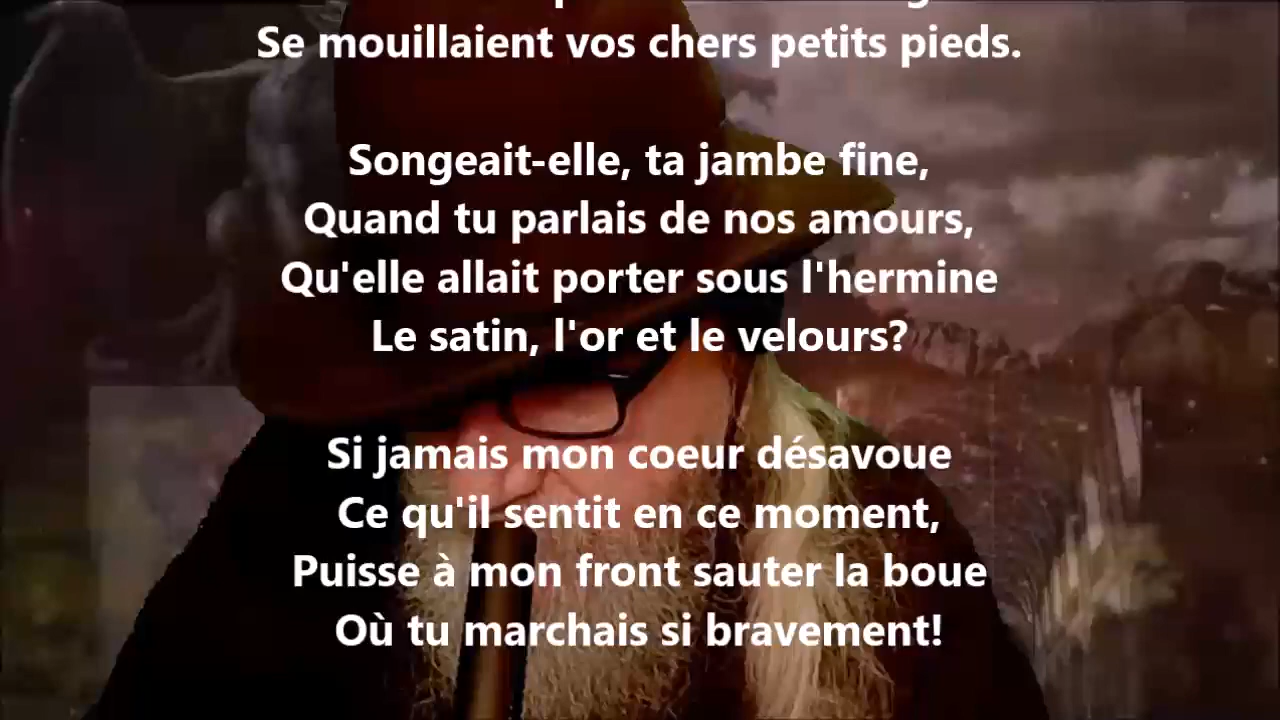 Se mouillaient vos chers petits pieds.
Songeait-elle, ta jambe fine,
Quand tu parlais de nos amours,
Qu'elle allait porter sous l'hermine
Le satin, l'or et le velours?
Si jamais mon coeur désavoue
Ce qu'il sentit en ce moment,
Puisse à mon front sauter la boue
Où tu marchais si bravement!